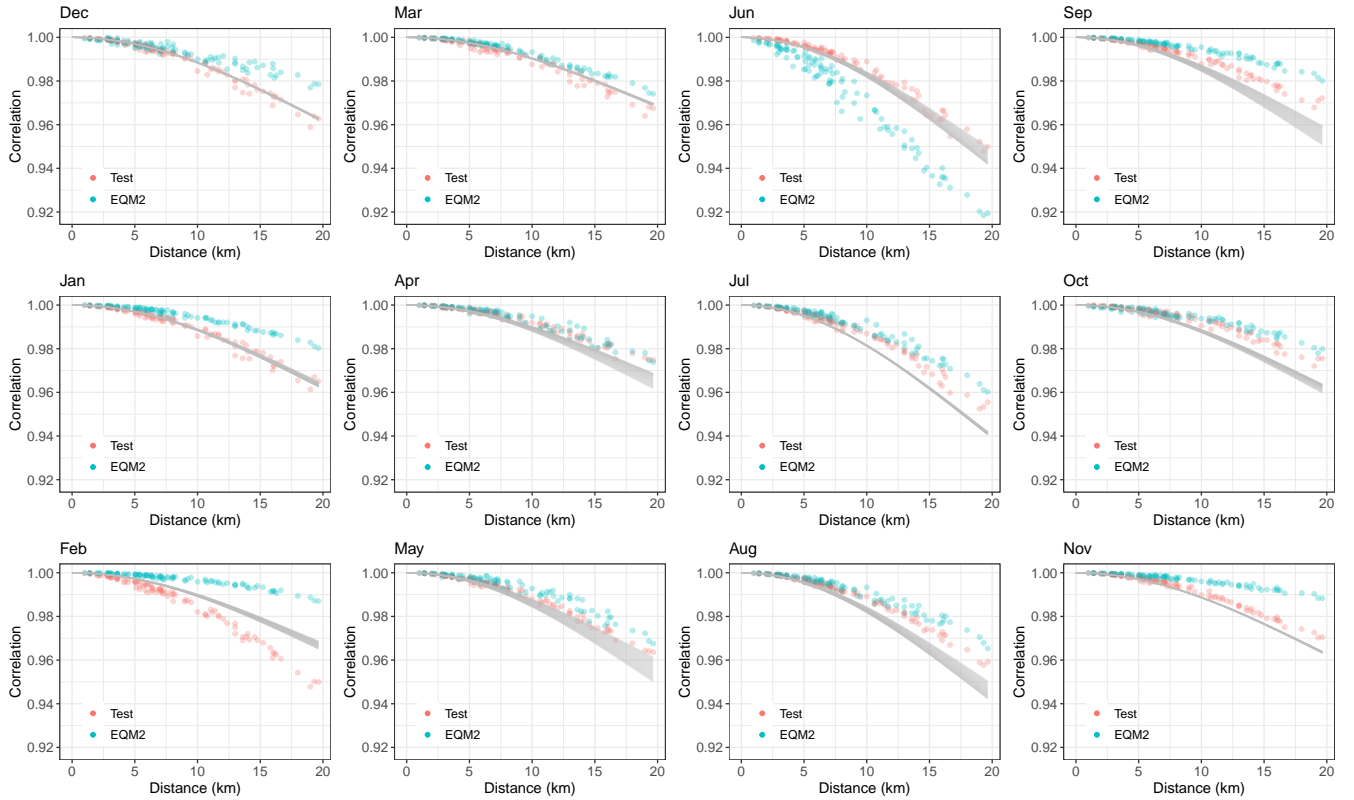 Dec
Correlation
1.00
0.98
0.96
0.94
0.92
Test
EQM2
0 5 10 15 20
Distance (km)
Mar
Correlation
1.00
0.98
0.96
0.94
0.92
Test
EQM2
0 5 10 15 20
Distance (km)
Jun
Correlation
1.00
0.98
0.96
0.94
0.92
Test
EQM2
0 5 10 15 20
Distance (km)
Sep
Correlation
1.00
0.98
0.96
0.94
0.92
Test
EQM2
0 5 10 15 20
Distance (km)
Jan
Correlation
1.00
0.98
0.96
0.94
0.92
Test
EQM2
0 5 10 15 20
Distance (km)
Apr
Correlation
1.00
0.98
0.96
0.94
0.92
Test
EQM2
0 5 10 15 20
Distance (km)
Jul
Correlation
1.00
0.98
0.96
0.94
0.92
Test
EQM2
0 5 10 15 20
Distance (km)
Oct
Correlation
1.00
0.98
0.96
0.94
0.92
Test
EQM2
0 5 10 15 20
Distance (km)
Feb
Correlation
1.00
0.98
0.96
0.94
0.92
Test
EQM2
0 5 10 15 20
Distance (km)
May
Correlation
1.00
0.98
0.96
0.94
0.92
Test
EQM2
0 5 10 15 20
Distance (km)
Aug
Correlation
1.00
0.98
0.96
0.94
0.92
Test
EQM2
0 5 10 15 20
Distance (km)
Nov
Correlation
1.00
0.98
0.96
0.94
0.92
Test
EQM2
0 5 10 15 20
Distance (km)